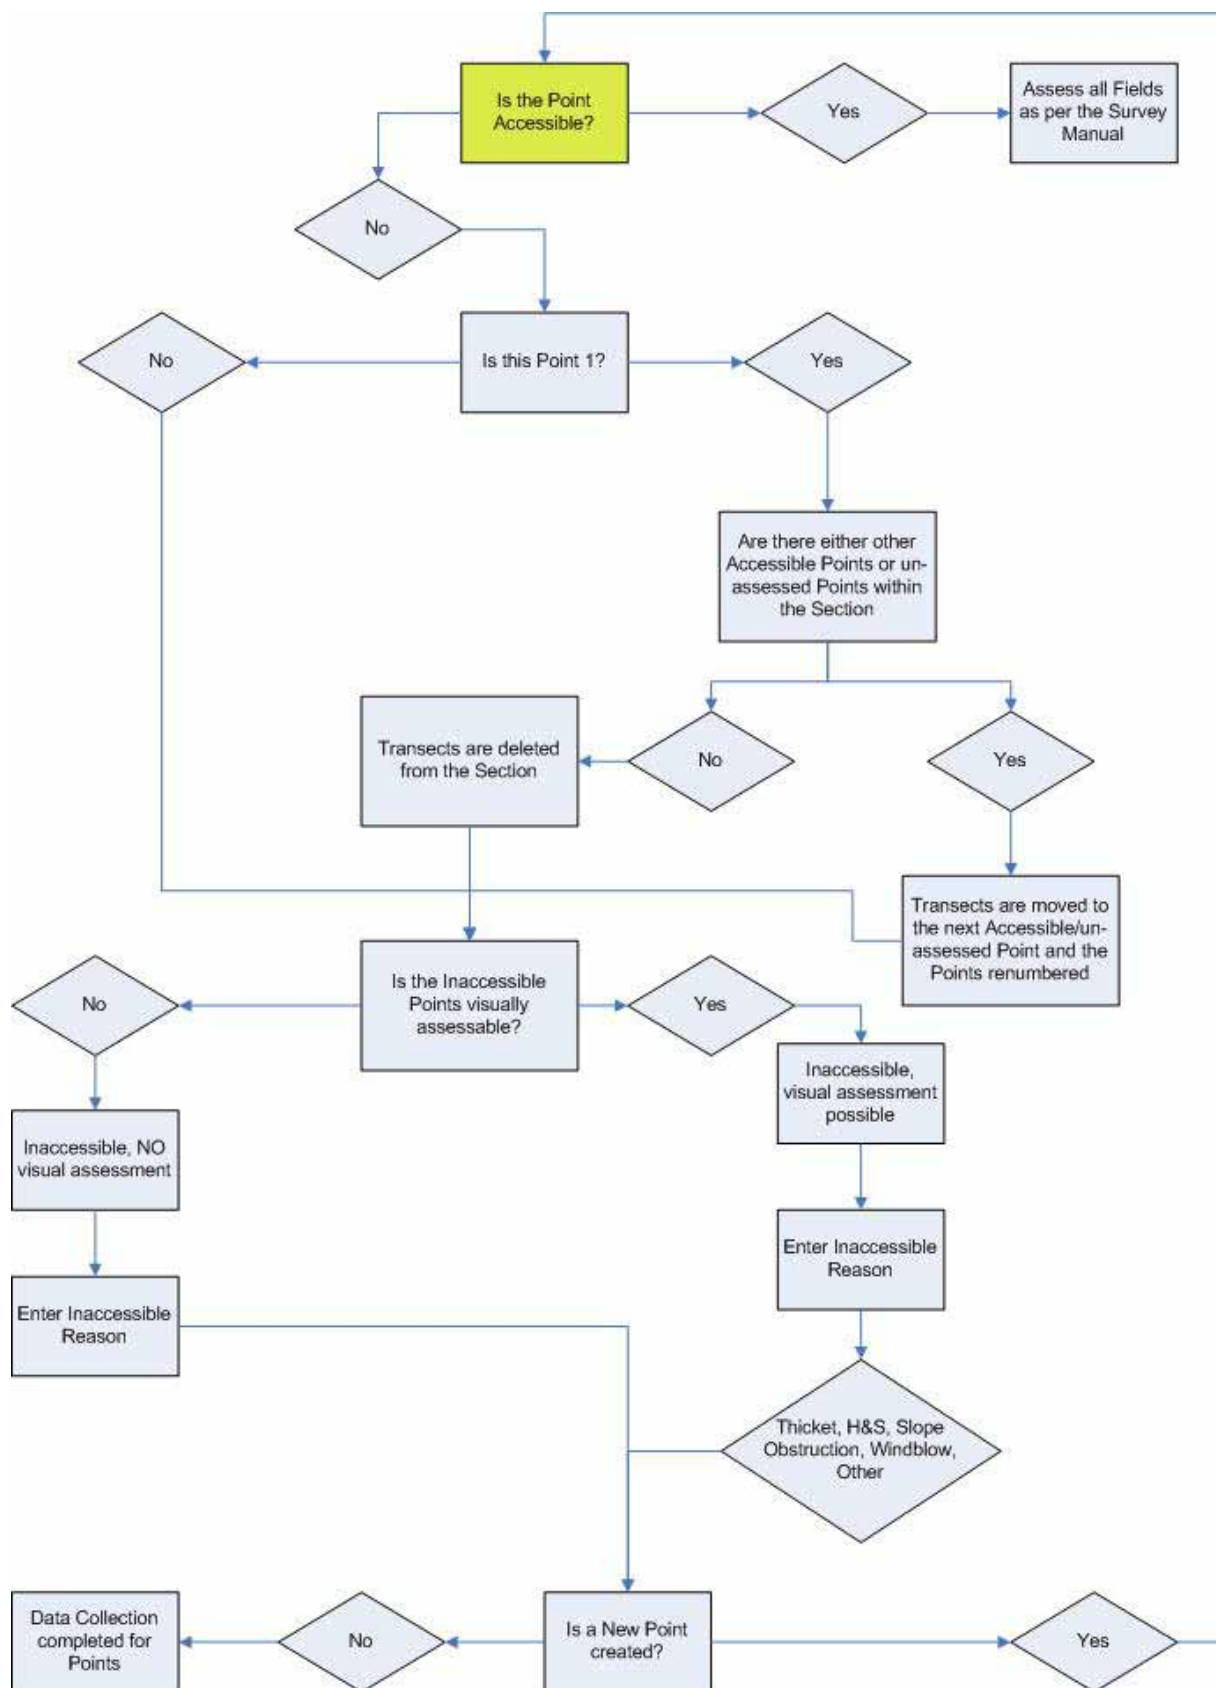 Is the Point
Accessible?
Yes
Assess all Fields
as per the Survey
Manual
No
No
Is this Point 1?
Yes
Are there either other
Accessible Points or un-
assessed Points within
the Section
Transects are deleted
from the Section
No
Yes
Transects are moved to
the next Accessible/un-
assessed Point and the
Points renumbered
No
Is the Inaccessible
Points visually
assessable?
Yes
Inaccessible,
visual assessment
possible
Inaccessible, NO
visual assessment
Enter Inaccessible
Reason
Enter Inaccessible
Reason
Thicket, H&S, Slope
Obstruction, Windblow,
Other
Data Collection
completed for
Points
No
Is a New Point
created?
Yes